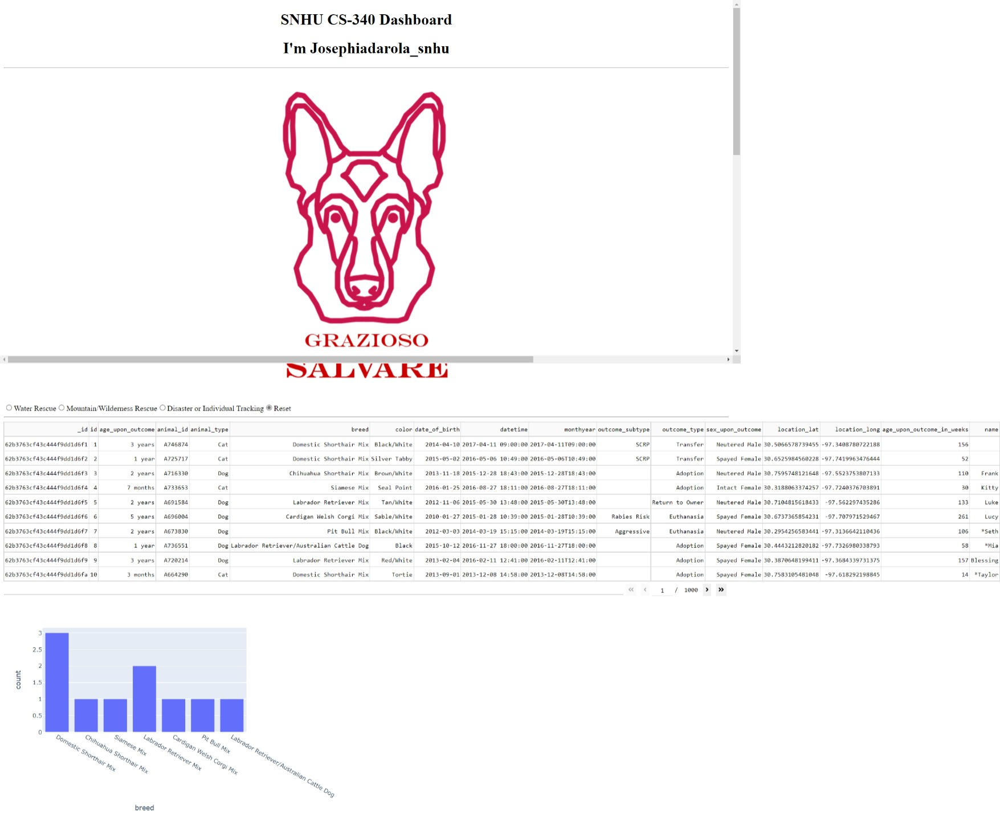 SNHU CS-340 Dashboard
I'm Josephiadarola_snhu
GRAZIOSO
SALVARE
Water Rescue Mountain/Wilderness Rescue Disaster or Individual Tracking Reset
_id id age_upon_outcome animal_id animal_type breed color date_of_birth datetime monthyear outcome_subtype outcome_type sex_upon_outcome location_lat location_long age_upon_outcome_in_weeks name
62b3763cf43c444f9dd1d6f1 1 3 years A746874 Cat Domestic Shorthair Mix Black/White 2014-04-10 2017-04-11 09:00:00 2017-04-11T09:00:00 SCRP Transfer Neutered Male 30.5066578739455 -97.3408780722188 156
62b3763cf43c444f9dd1d6f2 2 1 year A725717 Cat Domestic Shorthair Mix Silver Tabby 2015-05-02 2016-05-06 10:49:00 2016-05-06T10:49:00 SCRP Transfer Spayed Female 30.6525984560228 -97.7419963476444 52
62b3763cf43c444f9dd1d6f3 3 2 years A716330 Dog Chihuahua Shorthair Mix Brown/White 2013-11-18 2015-12-28 18:43:00 2015-12-28T18:43:00 Adoption Neutered Male 30.7595748121648 -97.5523753807133 110 Frank
62b3763cf43c444f9dd1d6f4 4 7 months A733653 Cat Siamese Mix Seal Point 2016-01-25 2016-08-27 18:11:00 2016-08-27T18:11:00 Adoption Intact Female 30.3188063374257 -97.7240376703891 30 Kitty
62b3763cf43c444f9dd1d6f5 5 2 years A691584 Dog Labrador Retriever Mix Tan/White 2012-11-06 2015-05-30 13:48:00 2015-05-30T13:48:00 Return to Owner Neutered Male 30.7104815618433 -97.562297435286 133 Luke
62b3763cf43c444f9dd1d6f6 6 5 years A696004 Dog Cardigan Welsh Corgi Mix Sable/White 2010-01-27 2015-01-28 10:39:00 2015-01-28T10:39:00 Rabies Risk Euthanasia Spayed Female 30.6737365854231 -97.707971529467 261 Lucy
62b3763cf43c444f9dd1d6f7 7 2 years A673830 Dog Pit Bull Mix Black/White 2012-03-03 2014-03-19 15:15:00 2014-03-19T15:15:00 Aggressive Euthanasia Neutered Male 30.2954256583441 -97.3136642110436 106 *Seth
62b3763cf43c444f9dd1d6f8 8 1 year A736551 Dog Labrador Retriever/Australian Cattle Dog Black 2015-10-12 2016-11-27 18:00:00 2016-11-27T18:00:00 Adoption Spayed Female 30.4443212820182 -97.7326980338793 58 *Mia
62b3763cf43c444f9dd1d6f9 9 3 years A720214 Dog Labrador Retriever Mix Red/White 2013-02-04 2016-02-11 12:41:00 2016-02-11T12:41:00 Adoption Spayed Female 30.3870648199411 -97.3684339731375 157 Blessing
62b3763cf43c444f9dd1d6fa 10 3 months A664290 Cat Domestic Shorthair Mix Tortie 2013-09-01 2013-12-08 14:58:00 2013-12-08T14:58:00 Adoption Spayed Female 30.7583105481048 -97.618292198845 14 *Taylor
1 / 1000
3
2.5
2
1.5
1
0.5
0
count
Domestic Shorthair Mix
Chihuahua Shorthair Mix
Siamese Mix
Labrador Retriever Mix
Cardigan Welsh Corgi Mix
Pit Bull Mix
Labrador Retriever/Australian Cattle Dog
breed